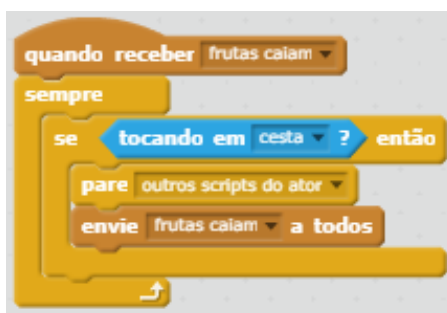 quando receber frutas caiam
sempre
se tocando em cesta ? então
pare outros scripts do ator
envie frutas caiam a todos